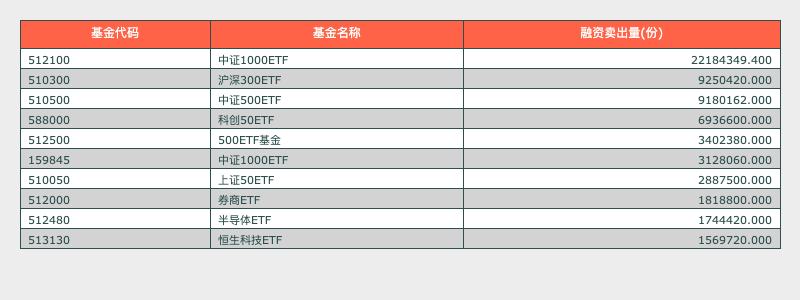 基金代码 基金名称 融资卖出量(份)
512100 中证1000ETF 22184349.400
510300 沪深300ETF 9250420.000
510500 中证500ETF 9180162.000
588000 科创50ETF 6936600.000
512500 500ETF基金 3402380.000
159845 中证1000ETF 3128060.000
510050 上证50ETF 2887500.000
512000 券商ETF 1818800.000
512480 半导体ETF 1744420.000
513130 恒生科技ETF 1569720.000